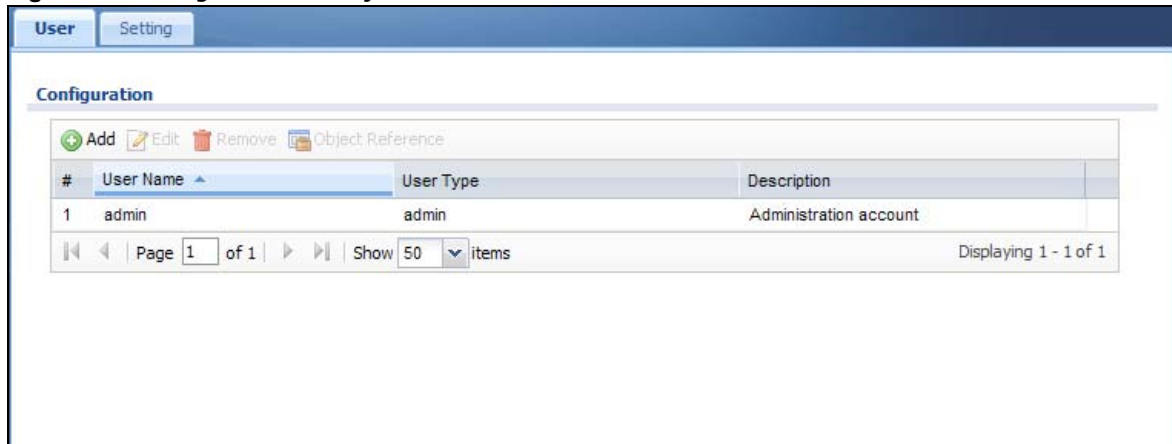 User Setting
Configuration
Add Edit Remove Object Reference
# User Name User Type Description
1 admin admin Administration account
Page 1 of 1 Show 50 items Displaying 1 - 1 of 1